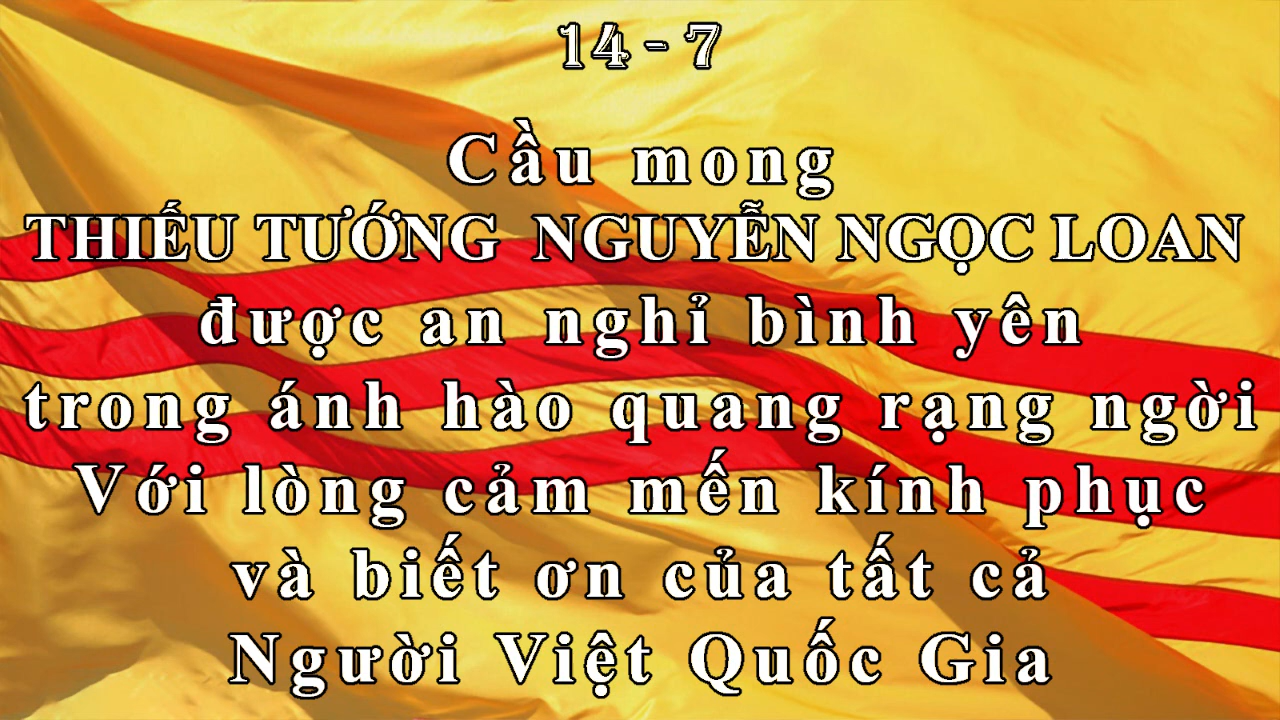 14 - 7
Cầu mong
THIẾU TƯỚNG NGUYỄN NGỌC LOAN
được an nghỉ bình yên
trong ánh hào quang rạng ngời
Với lòng cảm mến kính phục
và biết ơn của tất cả
Người Việt Quốc Gia